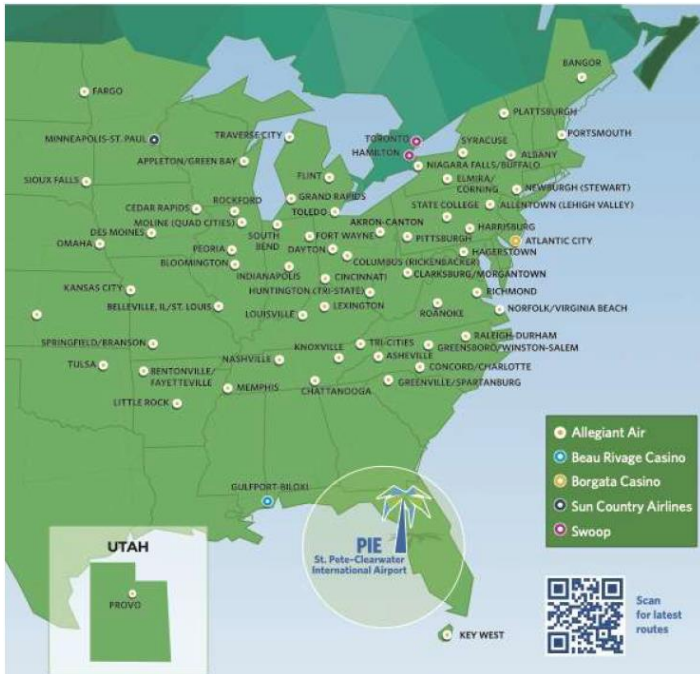 BANGOR
FARGO
PLATTSBURGH
MINNEAPOLIS-ST. PAUL
TRAVERSE CITY
TORONTO
SYRACUSE
PORTSMOUTH
HAMILTON
ALBANY
APPLETON/GREEN BAY
NIAGARA FALLS/BUFFALO
FLINT
ELMIRA/
CORNING
SIOUX FALLS
NEWBURGH (STEWART)
GRAND RAPIDS
ROCKFORD
STATE COLLEGE
ALLENTOWN (LEHIGH VALLEY)
CEDAR RAPIDS
TOLEDO
MOLINE (QUAD CITIES)
AKRON-CANTON
HARRISBURG
DES MOINES
SOUTH
BEND
FORT WAYNE
PITTSBURGH
ATLANTIC CITY
OMAHA
PEORIA
DAYTON
HAGERSTOWN
BLOOMINGTON
COLUMBUS (RICKENBACKER)
INDIANAPOLIS
CLARKSBURG/MORGANTOWN
CINCINNATI
KANSAS CITY
HUNTINGTON (TRI-STATE)
RICHMOND
BELLEVILLE, IL/ST. LOUIS
LEXINGTON
ROANOKE
NORFOLK/VIRGINIA BEACH
LOUISVILLE
RALEIGH-DURHAM
SPRINGFIELD/BRANSON
KNOXVILLE
TRI-CITIES
GREENSBORO/WINSTON-SALEM
NASHVILLE
ASHEVILLE
TULSA
BENTONVILLE/
FAYETTEVILLE
CONCORD/CHARLOTTE
MEMPHIS
CHATTANOOGA
GREENVILLE/SPARTANBURG
LITTLE ROCK
Allegiant Air
Beau Rivage Casino
Borgata Casino
Sun Country Airlines
Swoop
GULFPORT-BILOXI
PIE
St. Pete-Clearwater
International Airport
UTAH
PROVO
KEY WEST
Scan
for latest
routes